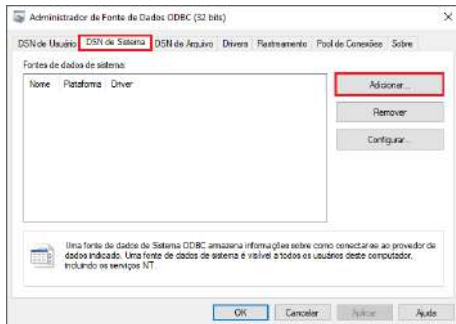 Administrador de Fonte de Dados ODBC (32 bits)
DSN de Usuário DSN de Sistema DSN de Arquivo Drivers Rastreamento Pool de Conexões Sobre
Fontes de dados de sistema:
Nome Plataforma Driver
Adicionar...
Remover
Configurar...
Uma fonte de dados de Sistema ODBC armazena informações sobre como conectar-se ao provedor de
dados indicado. Uma fonte de dados de sistema é visível a todos os usuários deste computador,
incluindo os serviços NT.
OK Cancelar Aplicar Ajuda